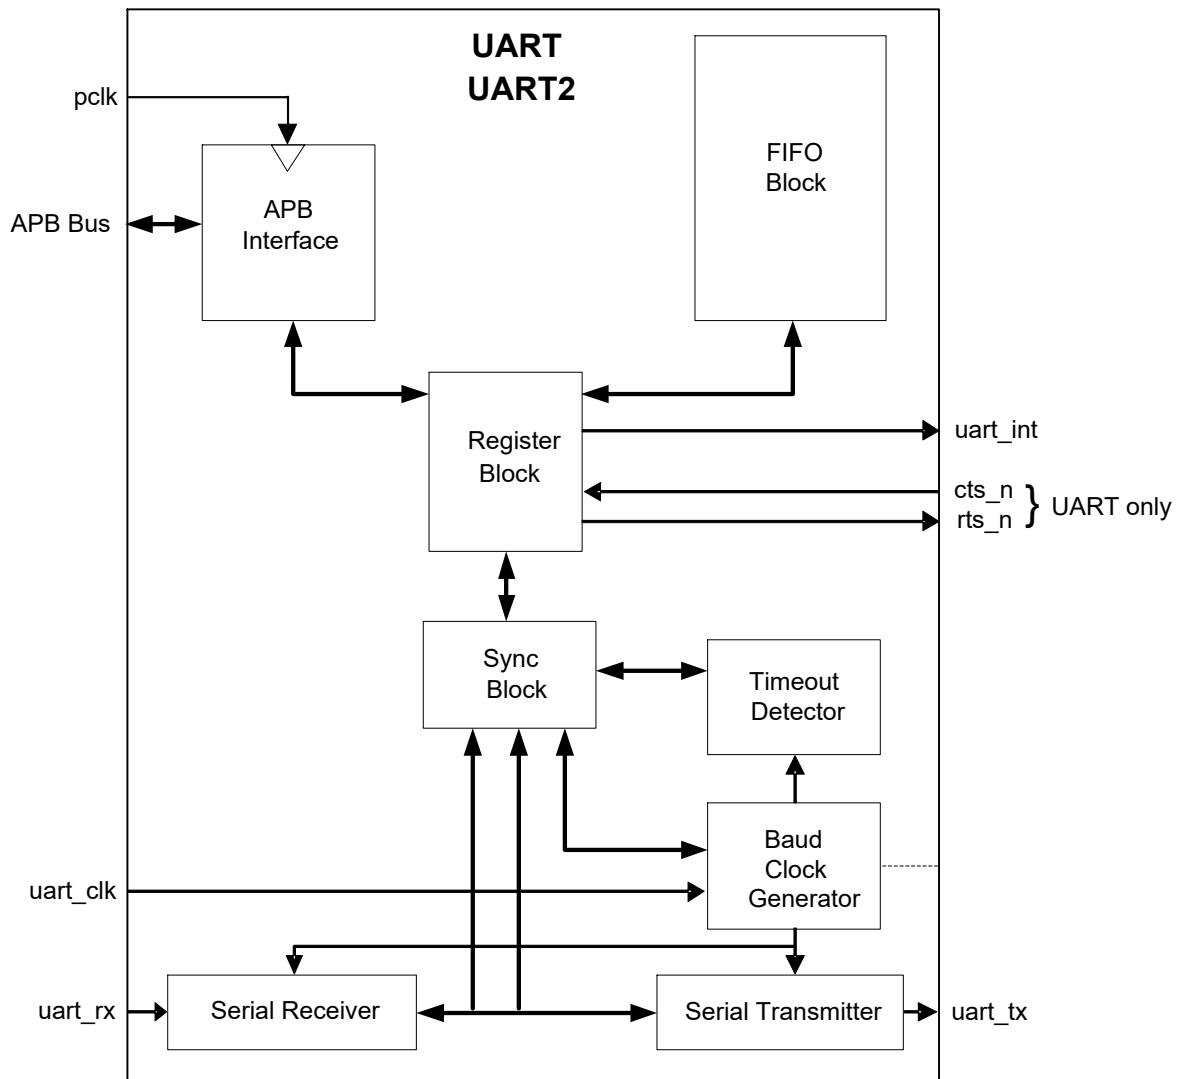 UART
UART2
pclk
FIFO
Block
APB Bus
APB
Interface
Register
Block
uart_int
cts_n
rts_n
} UART only
Sync
Block
Timeout
Detector
Baud
Clock
Generator
uart_clk
uart_rx
Serial Receiver
Serial Transmitter
uart_tx